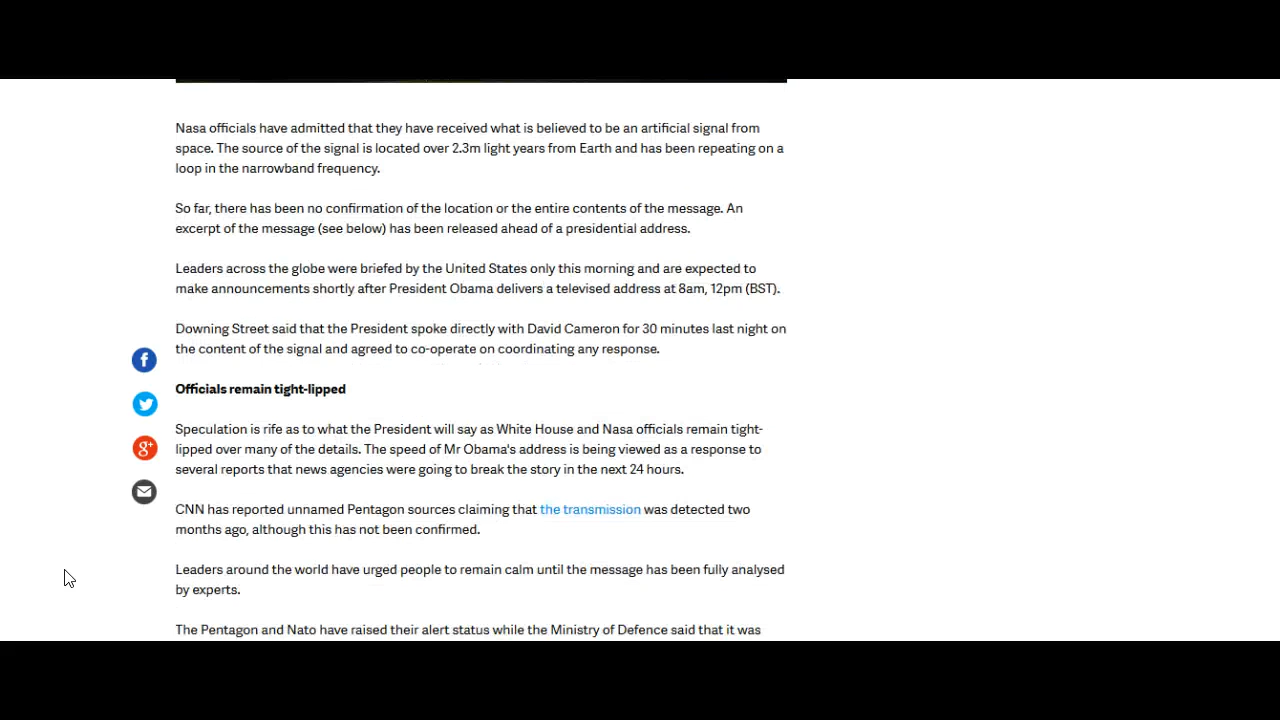 Nasa officials have admitted that they have received what is believed to be an artificial signal from
space. The source of the signal is located over 2.3m light years from Earth and has been repeating on a
loop in the narrowband frequency.
So far, there has been no confirmation of the location or the entire contents of the message. An
excerpt of the message (see below) has been released ahead of a presidential address.
Leaders across the globe were briefed by the United States only this morning and are expected to
make announcements shortly after President Obama delivers a televised address at 8am, 12pm (BST).
Downing Street said that the President spoke directly with David Cameron for 30 minutes last night on
the content of the signal and agreed to co-operate on coordinating any response.
Officials remain tight-lipped
Speculation is rife as to what the President will say as White House and Nasa officials remain tight-
lipped over many of the details. The speed of Mr Obama's address is being viewed as a response to
several reports that news agencies were going to break the story in the next 24 hours.
CNN has reported unnamed Pentagon sources claiming that the transmission was detected two
months ago, although this has not been confirmed.
Leaders around the world have urged people to remain calm until the message has been fully analysed
by experts.
The Pentagon and Nato have raised their alert status while the Ministry of Defence said that it was